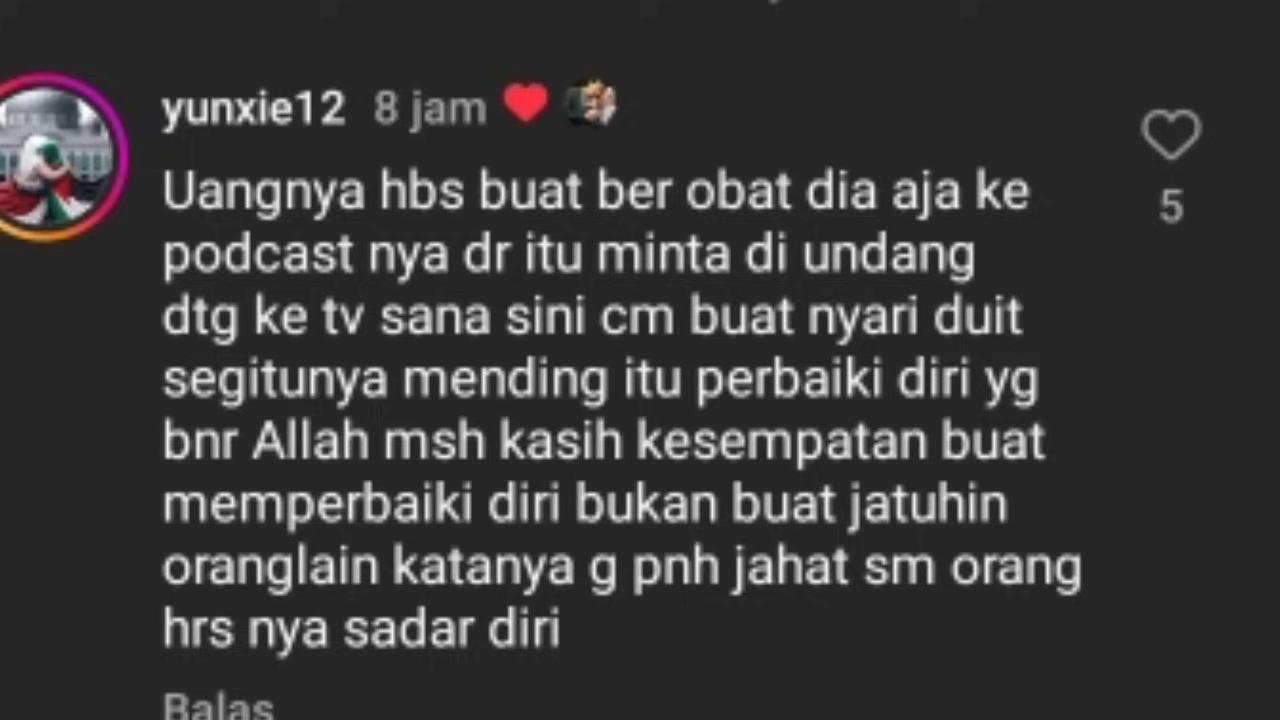 yunxie12 8 jam ❤️
Uangnya hbs buat ber obat dia aja ke
5
podcast nya dr itu minta di undang
dtg ke tv sana sini cm buat nyari duit
segitunya mending itu perbaiki diri yg
bnr Allah msh kasih kesempatan buat
memperbaiki diri bukan buat jatuhin
oranglain katanya g pnh jahat sm orang
hrs nya sadar diri
Balas